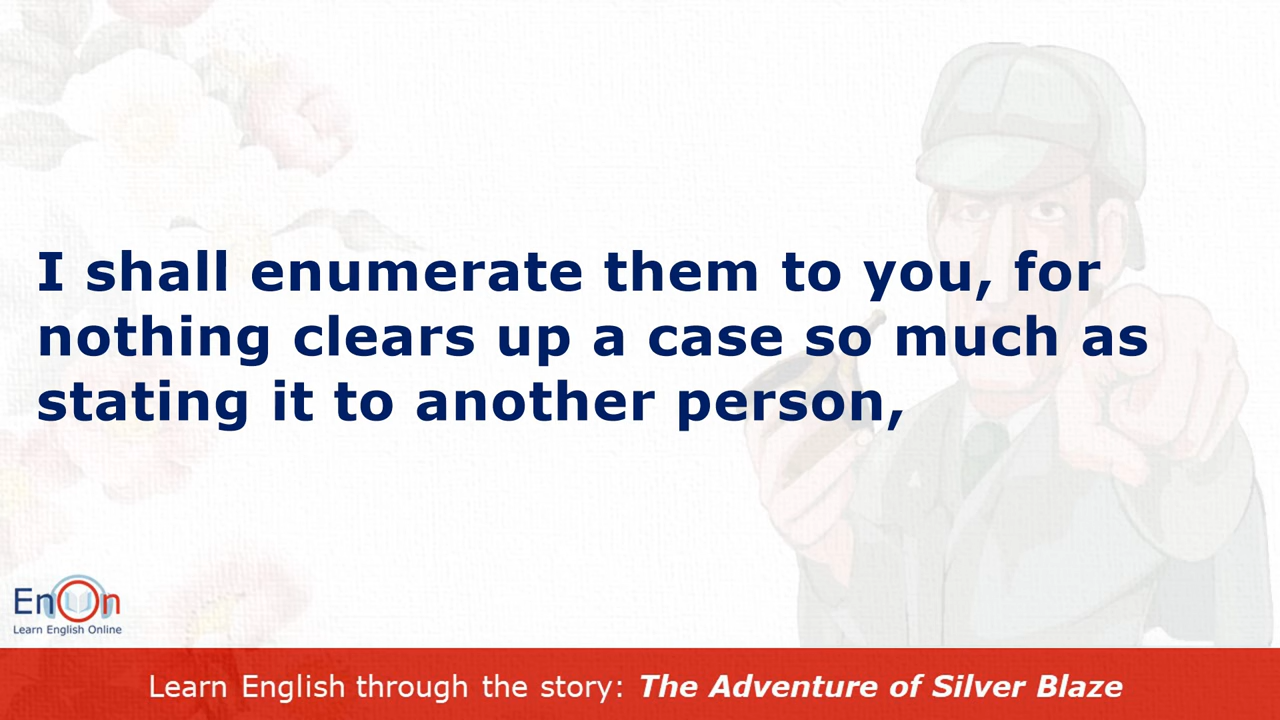 I shall enumerate them to you, for
nothing clears up a case so much as
stating it to another person,
EnOn
Learn English Online
Learn English through the story: The Adventure of Silver Blaze